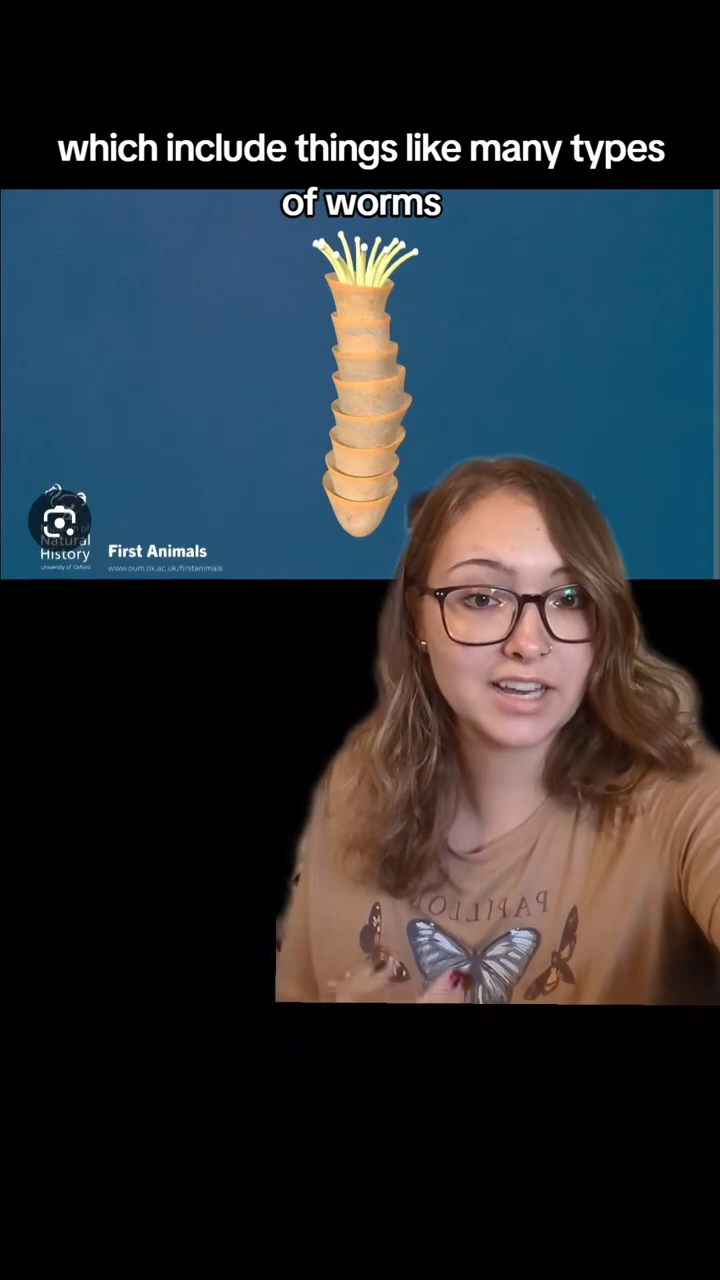 which include things like many types
of worms
Natural
History
University of Oxford
First Animals
www.oum.ox.ac.uk/firstanimals
PAPILLO